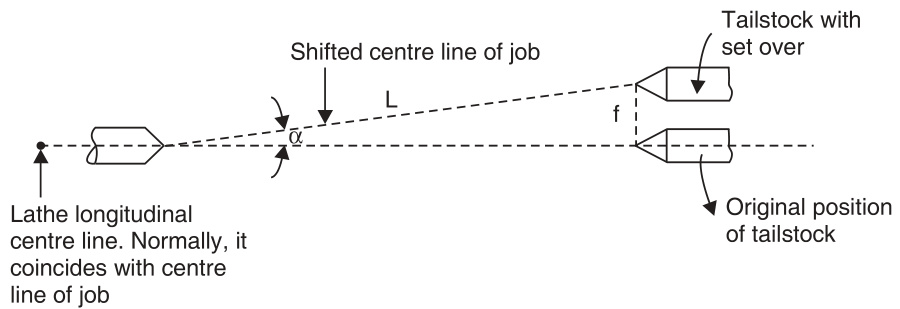 Tailstock with
set over
Shifted centre line of job
L
f
α
Lathe longitudinal
centre line. Normally, it
coincides with centre
line of job
Original position
of tailstock